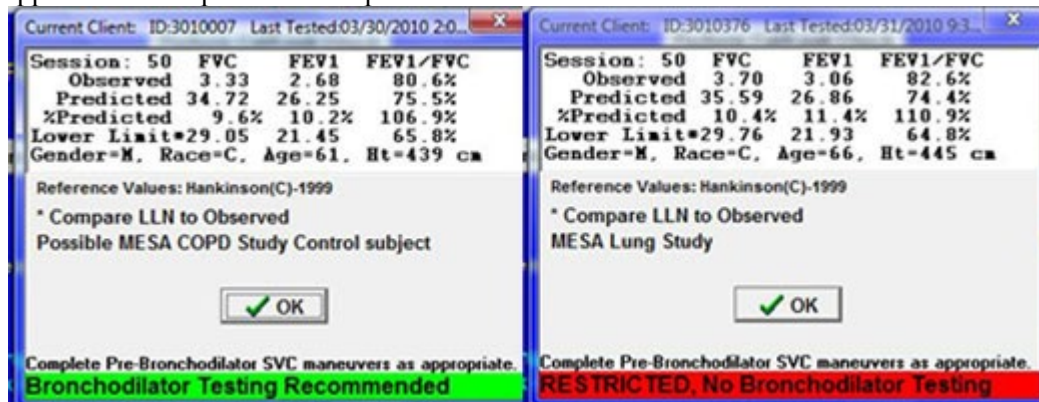 Current Client: ID:3010007 Last Tested:03/30/2010 2:0...
Session: 50 FVC FEV1 FEV1/FVC
Observed 3.33 2.68 80.6%
Predicted 34.72 26.25 75.5%
%Predicted 9.6% 10.2% 106.9%
Lower Limit*29.05 21.45 65.8%
Gender=M, Race=C, Age=61, Ht=439 cm
Reference Values: Hankinson(C)-1999
* Compare LLN to Observed
Possible MESA COPD Study Control subject
OK
Complete Pre-Bronchodilator SVC maneuvers as appropriate.
Bronchodilator Testing Recommended
Current Client: ID:3010376 Last Tested:03/31/2010 9:3...
Session: 50 FVC FEV1 FEV1/FVC
Observed 3.70 3.06 82.6%
Predicted 35.59 26.86 74.4%
%Predicted 10.4% 11.4% 110.9%
Lower Limit*29.76 21.93 64.8%
Gender=M, Race=C, Age=66, Ht=445 cm
Reference Values: Hankinson(C)-1999
* Compare LLN to Observed
MESA Lung Study
OK
Complete Pre-Bronchodilator SVC maneuvers as appropriate.
RESTRICTED, No Bronchodilator Testing